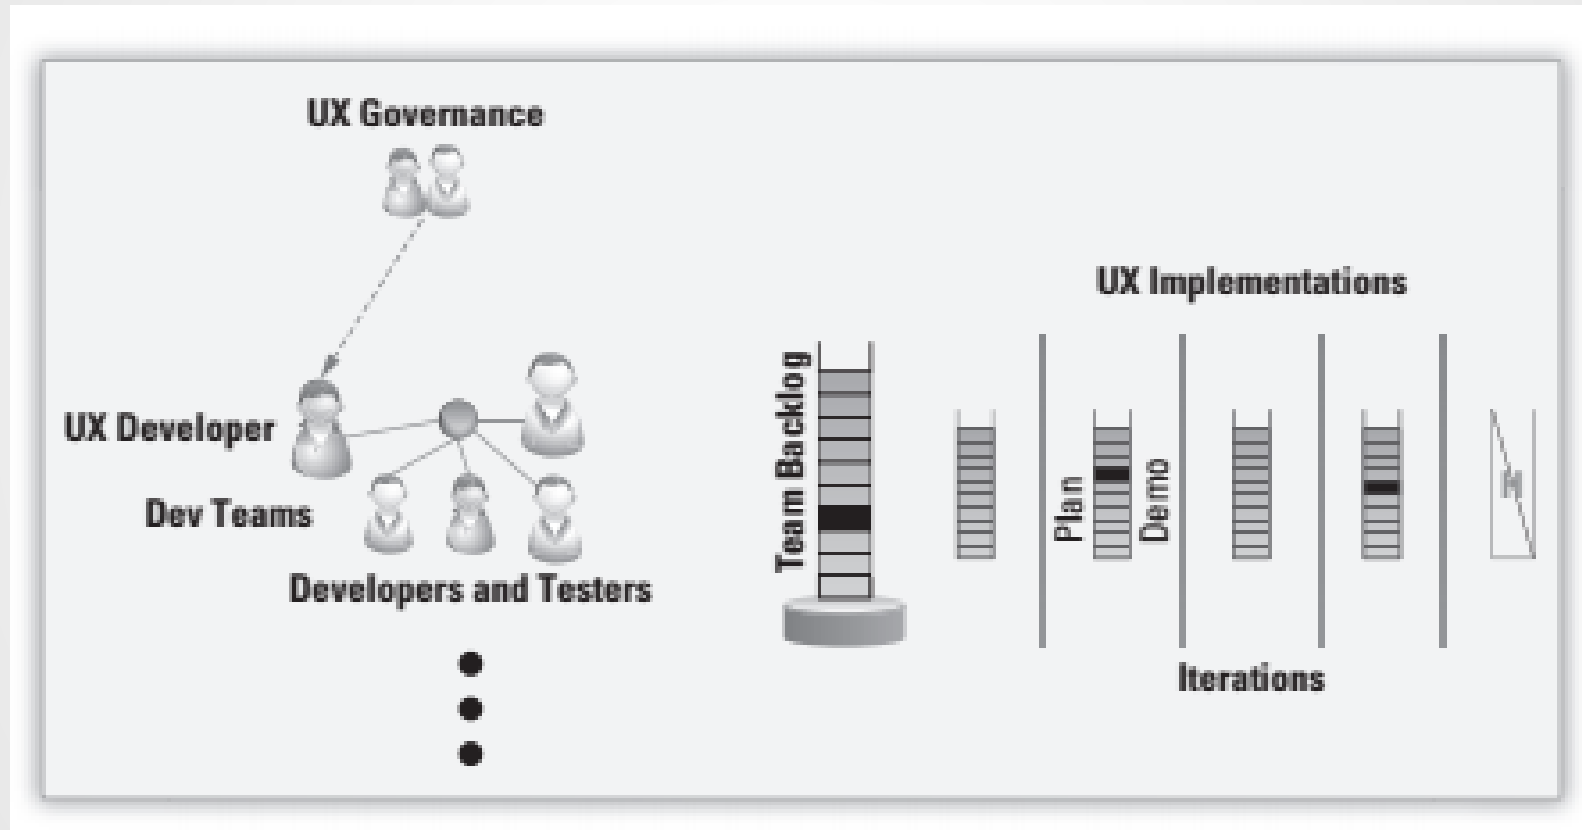 UX Governance
UX Developer
Dev Teams
Developers and Testers
Team Backlog
UX Implementations
Plan
Demo
Iterations